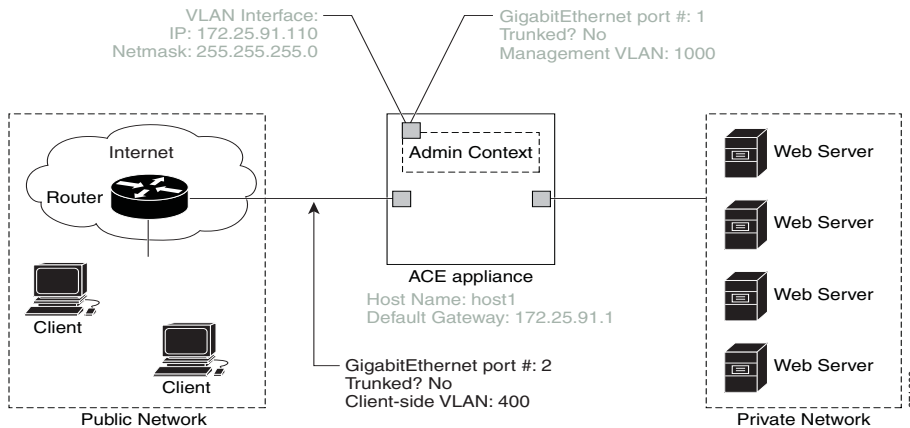 VLAN Interface:
IP: 172.25.91.110
Netmask: 255.255.255.0
GigabitEthernet port #: 1
Trunked? No
Management VLAN: 1000
Internet
Router
Client
Client
Public Network
Admin Context
ACE appliance
Host Name: host1
Default Gateway: 172.25.91.1
GigabitEthernet port #: 2
Trunked? No
Client-side VLAN: 400
Web Server
Web Server
Web Server
Web Server
Private Network